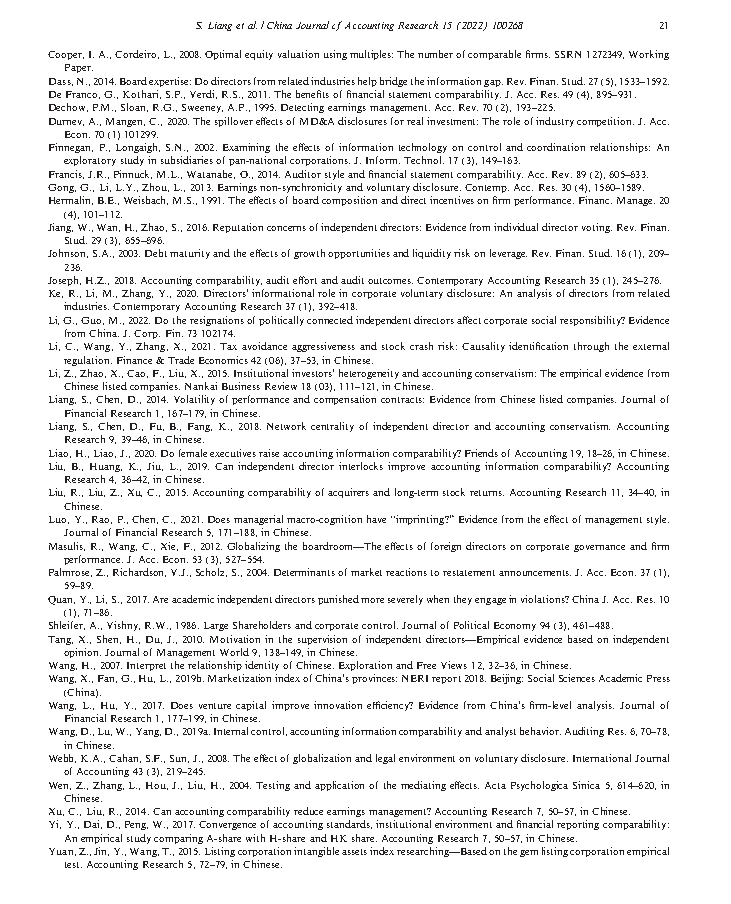 S. Liang et al. / China Journal of Accounting Research 15 (2022) 100268
21
Cooper, I. A., Cordeiro, L., 2008. Optimal equity valuation using multiples: The number of comparable firms. SSRN 1272349, Working
Paper.
Dass, N., 2014. Board expertise: Do directors from related industries help bridge the information gap. Rev. Finan. Stud. 27 (5), 1533–1592.
De Franco, G., Kothari, S.P., Verdi, R.S., 2011. The benefits of financial statement comparability. J. Acc. Res. 49 (4), 895–931.
Dechow, P.M., Sloan, R.G., Sweeney, A.P., 1995. Detecting earnings management. Acc. Rev. 70 (2), 193–225.
Durnev, A., Mangen, C., 2020. The spillover effects of MD&A disclosures for real investment: The role of industry competition. J. Acc.
Econ. 70 (1) 101299.
Finnegan, P., Longaigh, S.N., 2002. Examining the effects of information technology on control and coordination relationships: An
exploratory study in subsidiaries of pan-national corporations. J. Inform. Technol. 17 (3), 149–163.
Francis, J.R., Pinnuck, M.L., Watanabe, O., 2014. Auditor style and financial statement comparability. Acc. Rev. 89 (2), 605–633.
Gong, G., Li, L.Y., Zhou, L., 2013. Earnings non-synchronicity and voluntary disclosure. Contemp. Acc. Res. 30 (4), 1560–1589.
Hermalin, B.E., Weisbach, M.S., 1991. The effects of board composition and direct incentives on firm performance. Financ. Manage. 20
(4), 101–112.
Jiang, W., Wan, H., Zhao, S., 2016. Reputation concerns of independent directors: Evidence from individual director voting. Rev. Finan.
Stud. 29 (3), 655–696.
Johnson, S.A., 2003. Debt maturity and the effects of growth opportunities and liquidity risk on leverage. Rev. Finan. Stud. 16 (1), 209–
236.
Joseph, H.Z., 2018. Accounting comparability, audit effort and audit outcomes. Contemporary Accounting Research 35 (1), 245–276.
Ke, R., Li, M., Zhang, Y., 2020. Directors' informational role in corporate voluntary disclosure: An analysis of directors from related
industries. Contemporary Accounting Research 37 (1), 392–418.
Li, G., Guo, M., 2022. Do the resignations of politically connected independent directors affect corporate social responsibility? Evidence
from China. J. Corp. Fin. 73 102174.
Li, C., Wang, Y., Zhang, X., 2021. Tax avoidance aggressiveness and stock crash risk: Causality identification through the external
regulation. Finance & Trade Economics 42 (06), 37–53, in Chinese.
Li, Z., Zhao, X., Cao, F., Liu, X., 2015. Institutional investors' heterogeneity and accounting conservatism: The empirical evidence from
Chinese listed companies. Nankai Business Review 18 (03), 111–121, in Chinese.
Liang, S., Chen, D., 2014. Volatility of performance and compensation contracts: Evidence from Chinese listed companies. Journal of
Financial Research 1, 167–179, in Chinese.
Liang, S., Chen, D., Fu, B., Fang, K., 2018. Network centrality of independent director and accounting conservatism. Accounting
Research 9, 39–46, in Chinese.
Liao, H., Liao, J., 2020. Do female executives raise accounting information comparability? Friends of Accounting 19, 18–26, in Chinese.
Liu, B., Huang, K., Jiu, L., 2019. Can independent director interlocks improve accounting information comparability? Accounting
Research 4, 36–42, in Chinese.
Liu, R., Liu, Z., Xu, C., 2015. Accounting comparability of acquirers and long-term stock returns. Accounting Research 11, 34–40, in
Chinese.
Luo, Y., Rao, P., Chen, C., 2021. Does managerial macro-cognition have "imprinting?" Evidence from the effect of management style.
Journal of Financial Research 5, 171–188, in Chinese.
Masulis, R., Wang, C., Xie, F., 2012. Globalizing the boardroom—The effects of foreign directors on corporate governance and firm
performance. J. Acc. Econ. 53 (3), 527–554.
Palmrose, Z., Richardson, V.J., Scholz, S., 2004. Determinants of market reactions to restatement announcements. J. Acc. Econ. 37 (1),
59–89.
Quan, Y., Li, S., 2017. Are academic independent directors punished more severely when they engage in violations? China J. Acc. Res. 10
(1), 71–86.
Shleifer, A., Vishny, R.W., 1986. Large Shareholders and corporate control. Journal of Political Economy 94 (3), 461–488.
Tang, X., Shen, H., Du, J., 2010. Motivation in the supervision of independent directors—Empirical evidence based on independent
opinion. Journal of Management World 9, 138–149, in Chinese.
Wang, H., 2007. Interpret the relationship identity of Chinese. Exploration and Free Views 12, 32–36, in Chinese.
Wang, X., Fan, G., Hu, L., 2019b. Marketization index of China's provinces: NERI report 2018. Beijing: Social Sciences Academic Press
(China).
Wang, L., Hu, Y., 2017. Does venture capital improve innovation efficiency? Evidence from China's firm-level analysis. Journal of
Financial Research 1, 177–199, in Chinese.
Wang, D., Lu, W., Yang, D., 2019a. Internal control, accounting information comparability and analyst behavior. Auditing Res. 6, 70–78,
in Chinese.
Webb, K.A., Cahan, S.F., Sun, J., 2008. The effect of globalization and legal environment on voluntary disclosure. International Journal
of Accounting 43 (3), 219–245.
Wen, Z., Zhang, L., Hou, J., Liu, H., 2004. Testing and application of the mediating effects. Acta Psychologica Sinica 5, 614–620, in
Chinese.
Xu, C., Liu, R., 2014. Can accounting comparability reduce earnings management? Accounting Research 7, 50–57, in Chinese.
Yi, Y., Dai, D., Peng, W., 2017. Convergence of accounting standards, institutional environment and financial reporting comparability:
An empirical study comparing A-share with H-share and HK share. Accounting Research 7, 50–57, in Chinese.
Yuan, Z., Jin, Y., Wang, T., 2015. Listing corporation intangible assets index researching—Based on the gem listing corporation empirical
test. Accounting Research 5, 72–79, in Chinese.